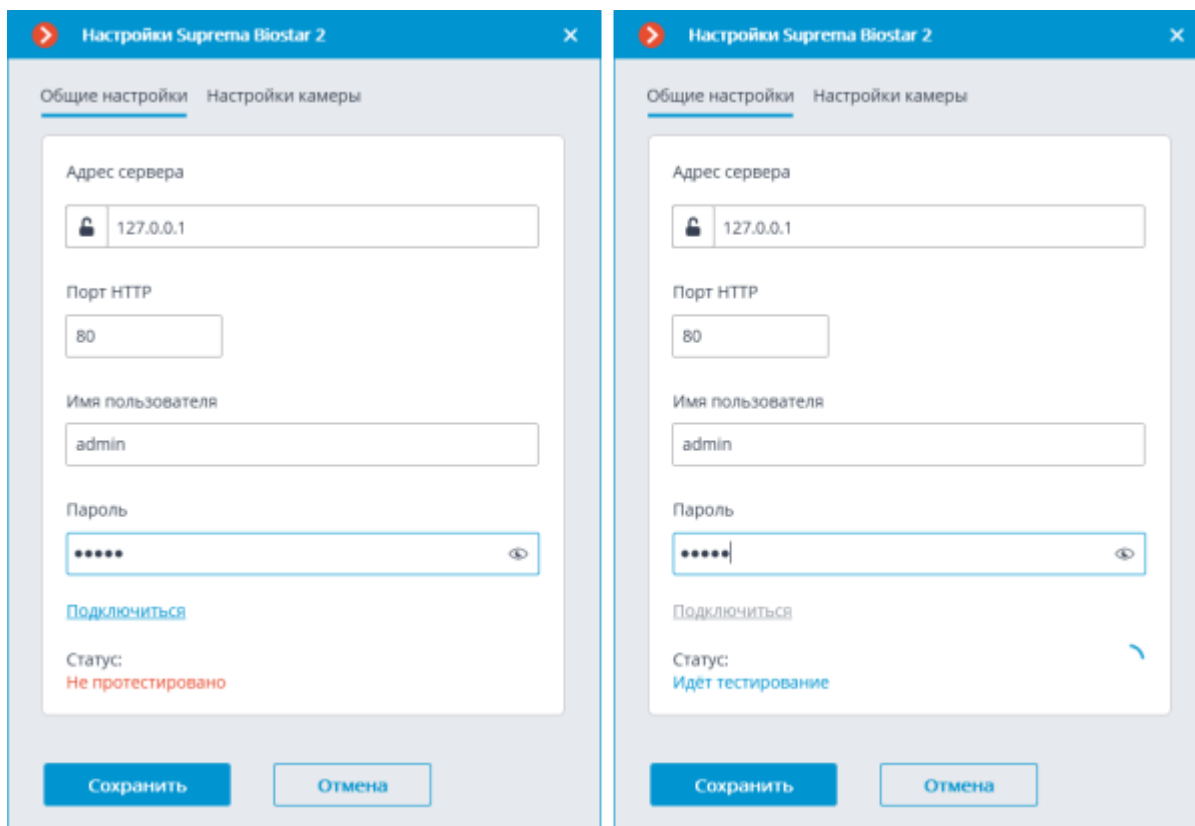 Настройки Suprema Biostar 2
Общие настройки Настройки камеры
Адрес сервера
127.0.0.1
Порт HTTP
80
Имя пользователя
admin
Пароль
•••••
Подключиться
Статус:
Не протестировано
Сохранить Отмена
Настройки Suprema Biostar 2
Общие настройки Настройки камеры
Адрес сервера
127.0.0.1
Порт HTTP
80
Имя пользователя
admin
Пароль
•••••
Подключиться
Статус:
Идёт тестирование
Сохранить Отмена